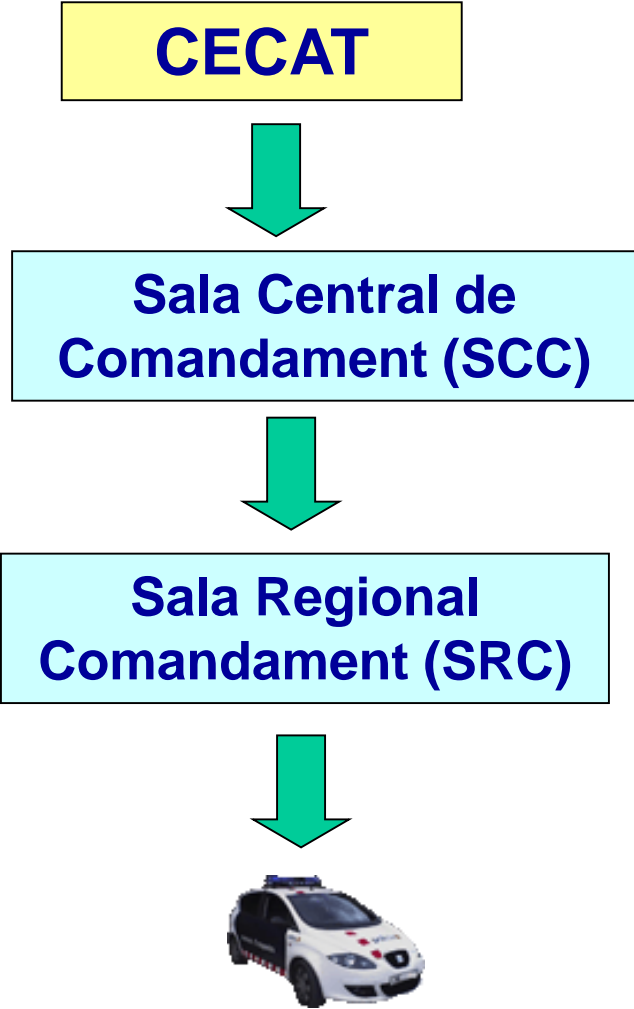 CECAT
Sala Central de
Comandament (SCC)
Sala Regional
Comandament (SRC)